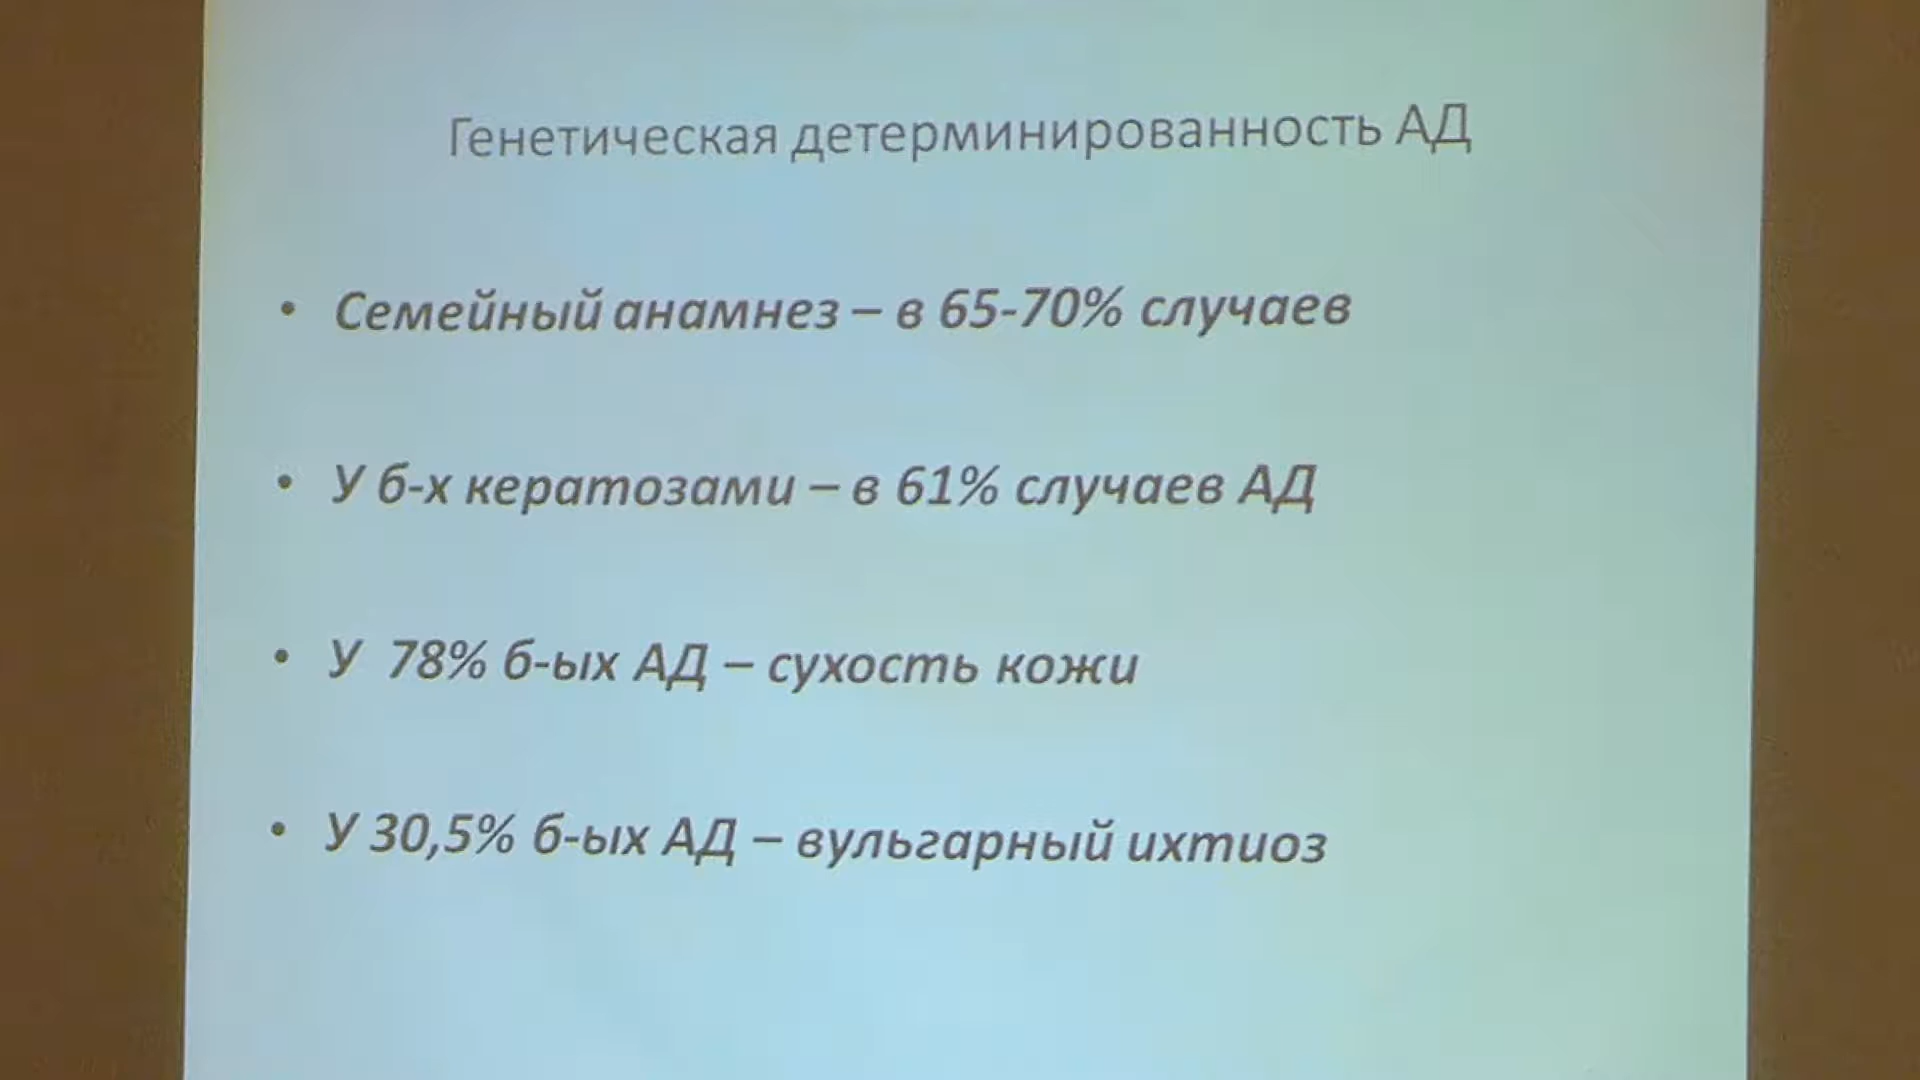 Генетическая детерминированность АД
• Семейный анамнез – в 65-70% случаев
• У б-х кератозами – в 61% случаев АД
• У 78% б-ых АД – сухость кожи
• У 30,5% б-ых АД – вульгарный ихтиоз